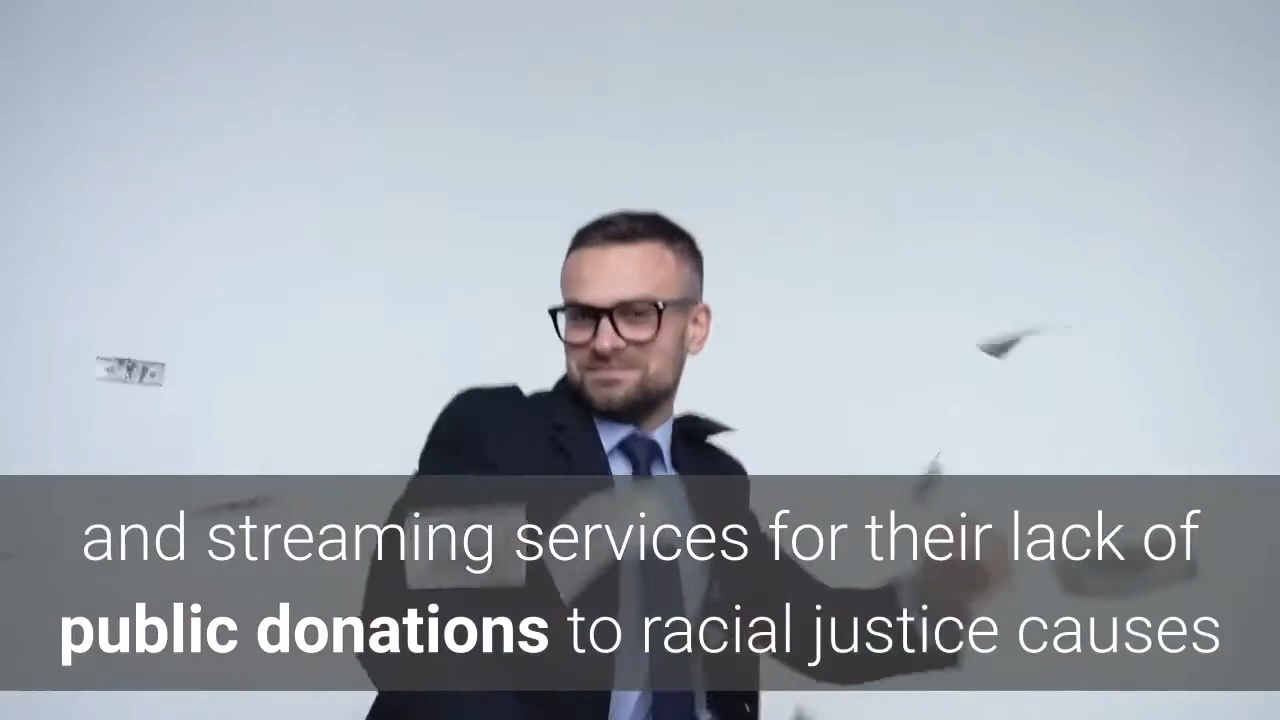 and streaming services for their lack of
public donations to racial justice causes